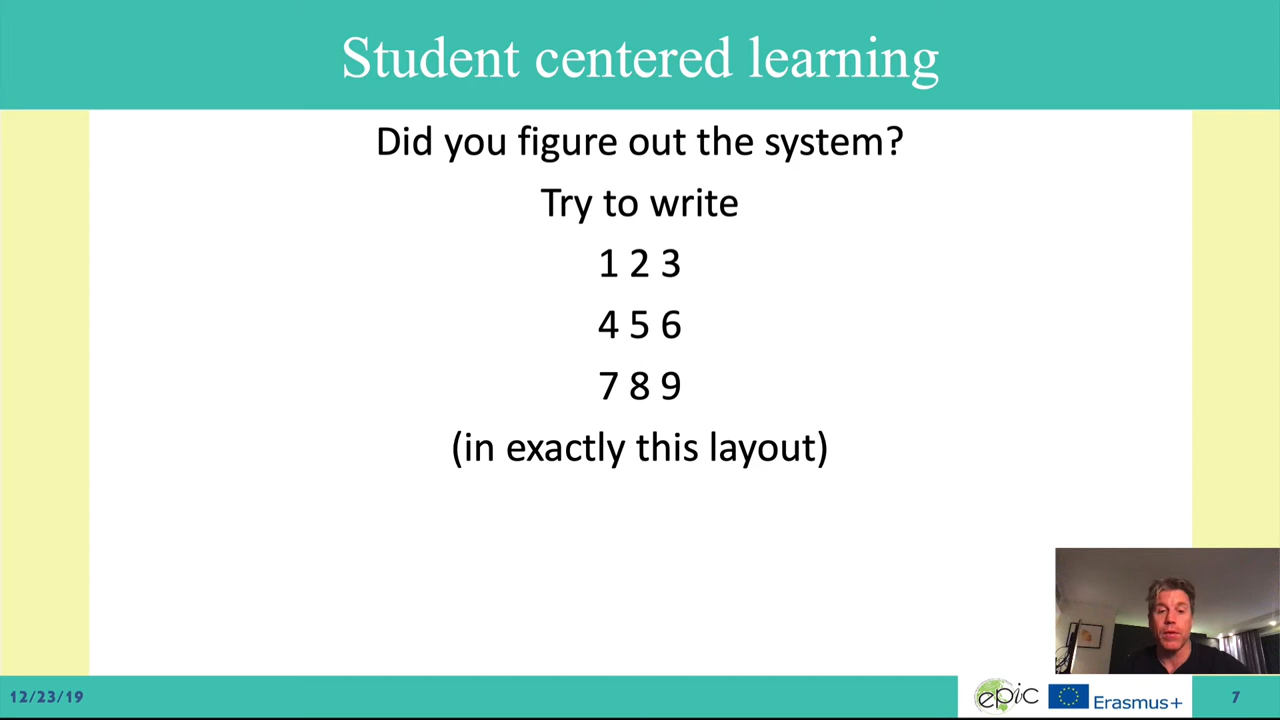 Student centered learning
Did you figure out the system?
Try to write
1 2 3
4 5 6
7 8 9
(in exactly this layout)
12/23/19
epic
Erasmus+
7